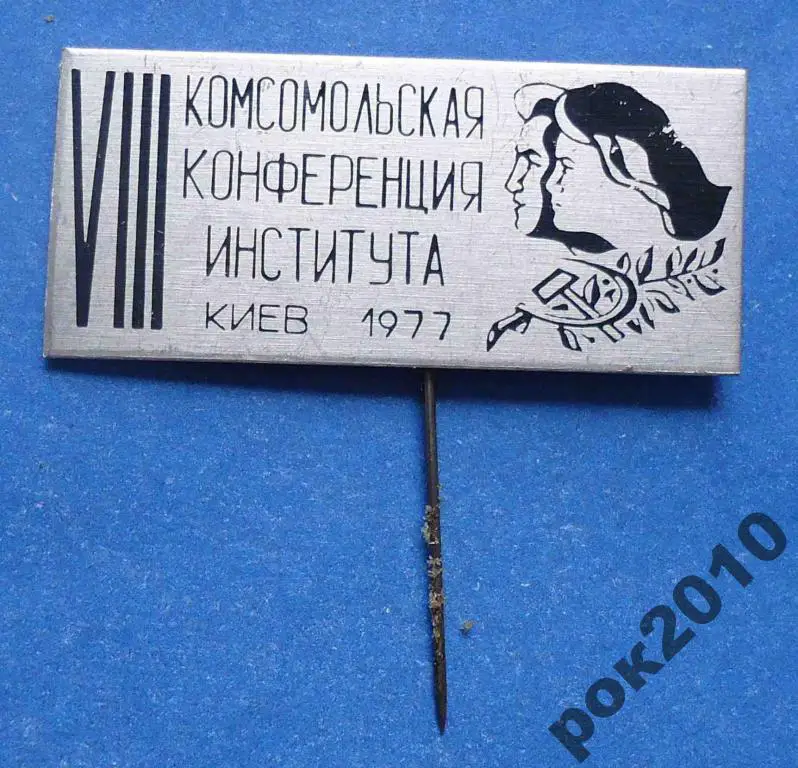 VIII КОМСОМОЛЬСКАЯ
КОНФЕРЕНЦИЯ
ИНСТИТУТА
КИЕВ 1977
рок2010